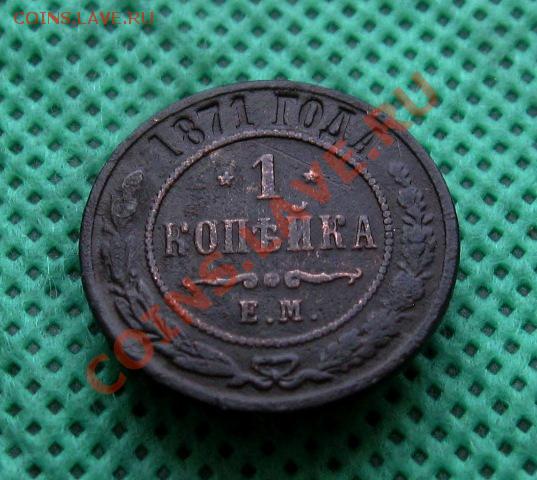 COINS.LAVE.RU
1871 ГОДА
* 1 *
КОПѢЙКА
Е.М.
COINS.LAVE.RU